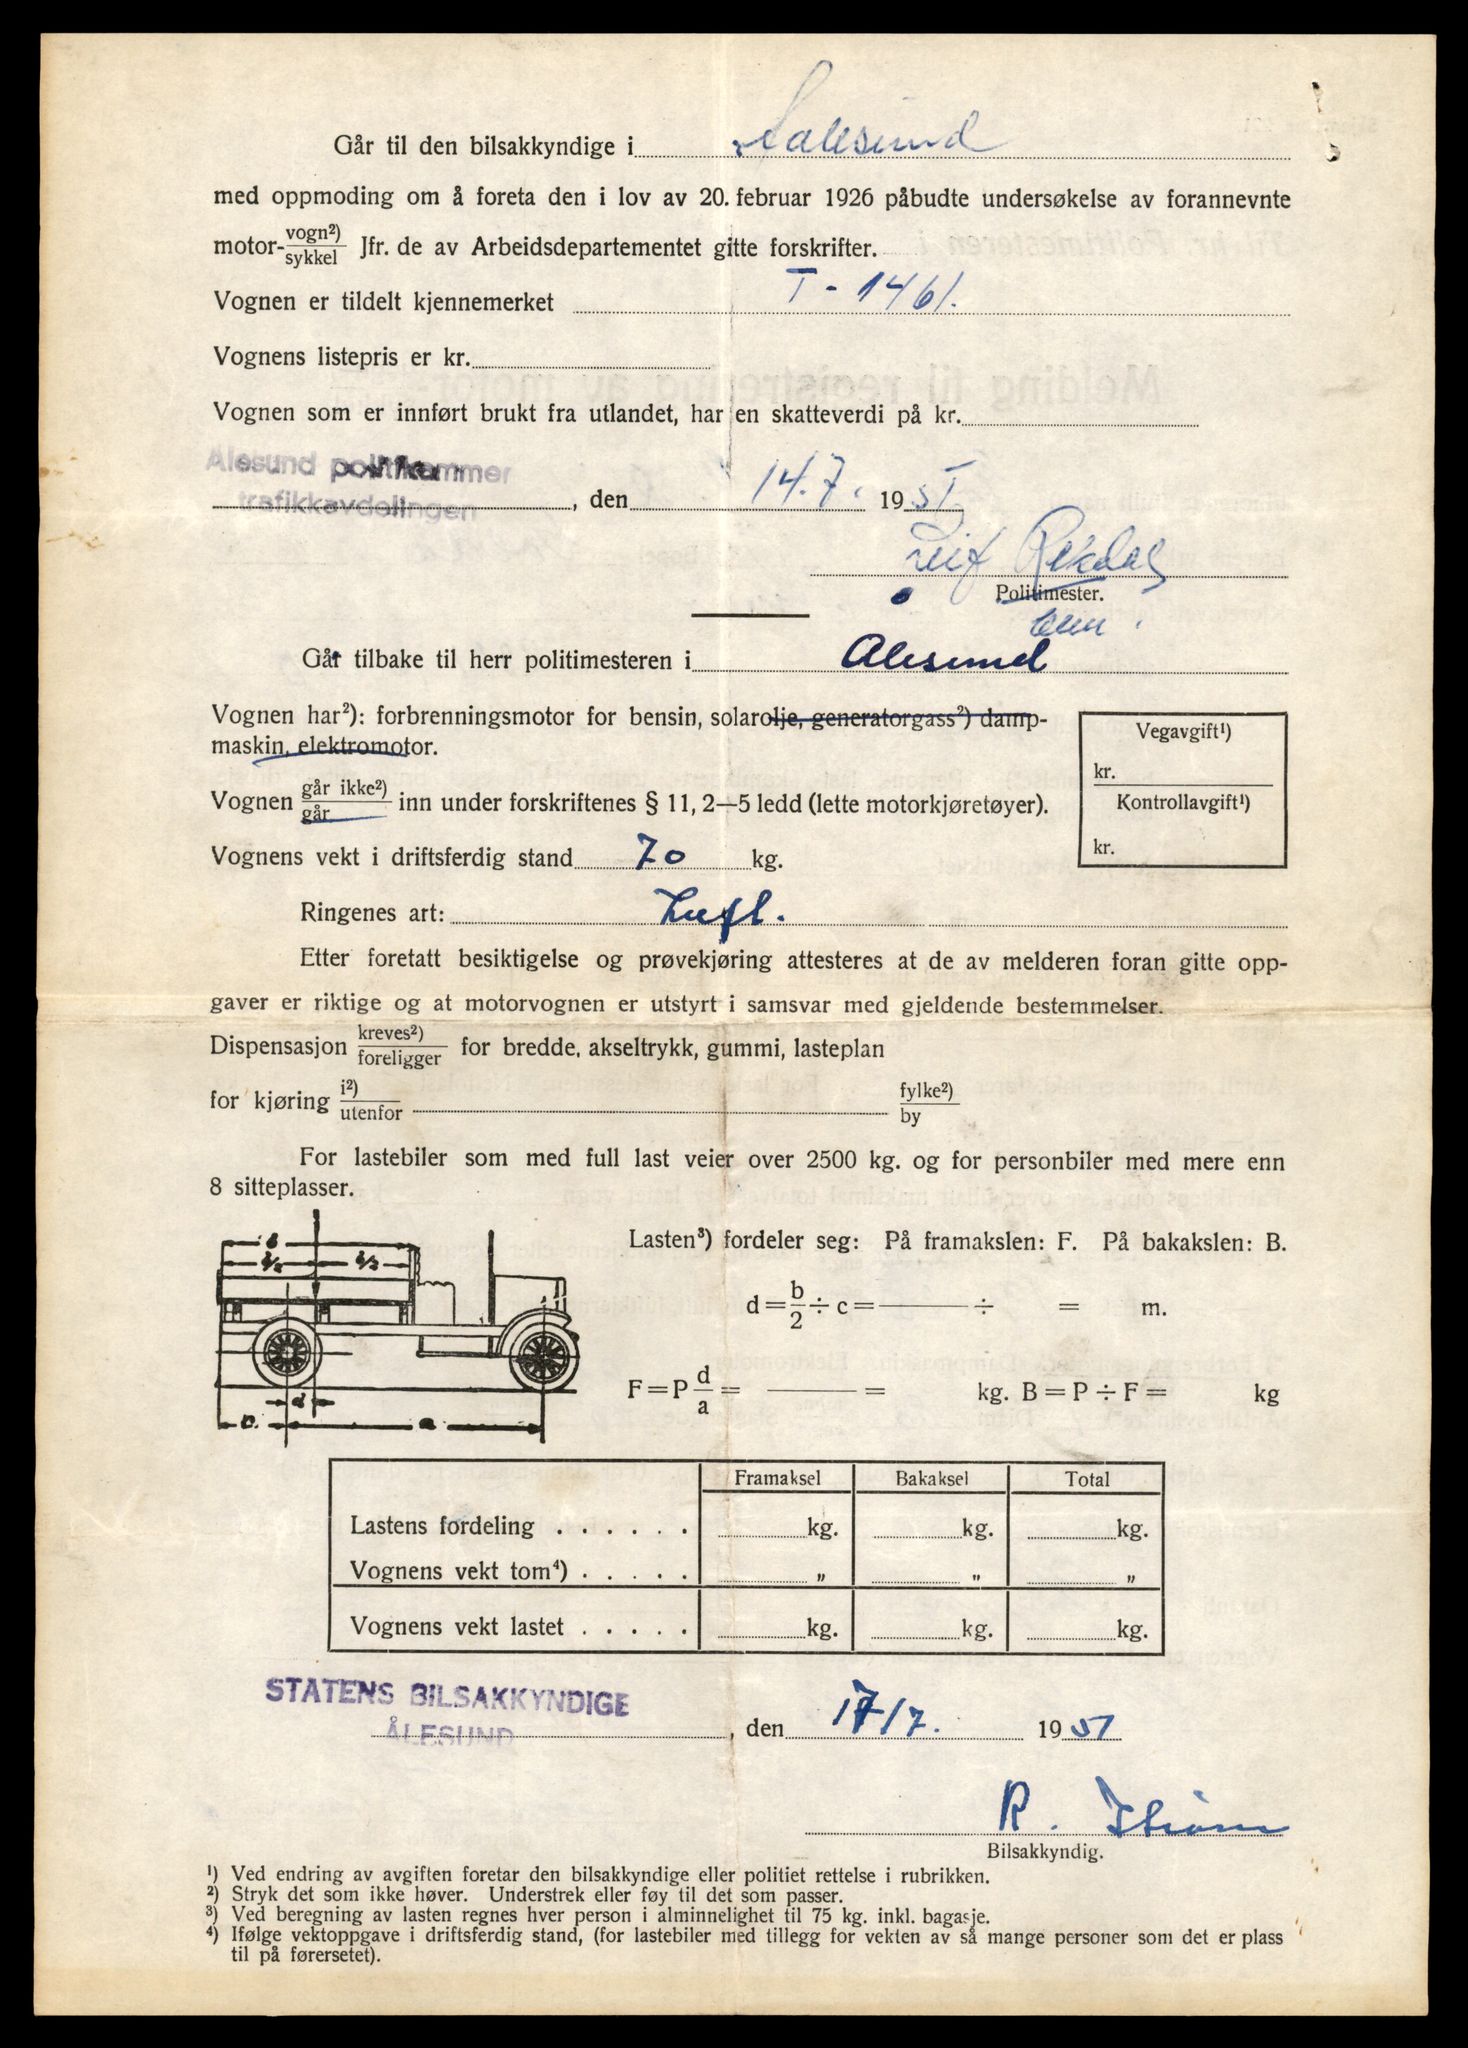 Går til den bilsakkyndige i Aalesund
med oppmoding om å foreta den i lov av 20. februar 1926 påbudte undersøkelse av forannevnte
motor-vogn²)/sykkel Jfr. de av Arbeidsdepartementet gitte forskrifter.
Vognen er tildelt kjennemerket T - 1461.
Vognens listepris er kr.
Vognen som er innført brukt fra utlandet, har en skatteverdi på kr.
Ålesund politikammer
trafikkavdelingen, den 14.7. 1951
Leif Rekdal
Politimester.
Går tilbake til herr politimesteren i Alesund
Vognen har²): forbrenningsmotor for bensin, solarolje, generatorgass²) damp-
maskin, elektromotor.
Vegavgift¹)
kr.
Kontrollavgift¹)
kr.
Vognen går ikke²)/går inn under forskriftenes § 11, 2—5 ledd (lette motorkjøretøyer).
Vognens vekt i driftsferdig stand 70 kg.
Ringenes art: Luft.
Etter foretatt besiktigelse og prøvekjøring attesteres at de av melderen foran gitte opp-
gaver er riktige og at motorvognen er utstyrt i samsvar med gjeldende bestemmelser.
Dispensasjon kreves²)/foreligger for bredde, akseltrykk, gummi, lasteplan
for kjøring i²)/utenfor fylke²)/by
For lastebiler som med full last veier over 2500 kg. og for personbiler med mere enn
8 sitteplasser.
b
b/2 b/2
d
c. a
Lasten³) fordeler seg: På framakslen: F. På bakakslen: B.
d = b/2 ÷ c = ——— ÷ = m.
F = P d/a = ——— = kg. B = P ÷ F = kg
Framaksel Bakaksel Total
Lastens fordeling . . . . . . kg. kg. kg.
Vognens vekt tom⁴) . . . . . „ „ „
Vognens vekt lastet . . . . . kg. kg. kg.
STATENS BILSAKKYNDIGE
ÅLESUND, den 17/7. 1951
R. Strøm
Bilsakkyndig.
¹) Ved endring av avgiften foretar den bilsakkyndige eller politiet rettelse i rubrikken.
²) Stryk det som ikke høver. Understrek eller føy til det som passer.
³) Ved beregning av lasten regnes hver person i alminnelighet til 75 kg. inkl. bagasje.
⁴) Ifølge vektoppgave i driftsferdig stand, (for lastebiler med tillegg for vekten av så mange personer som det er plass
til på førersetet).